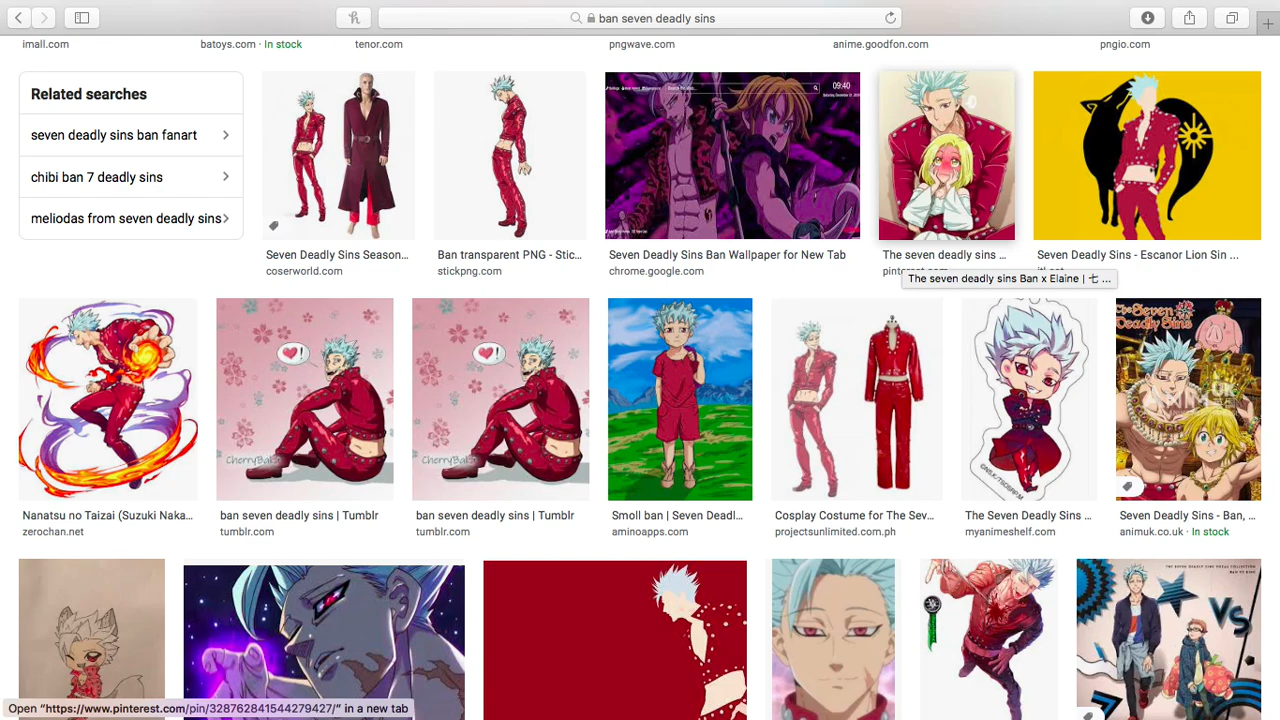 ban seven deadly sins
imall.com
batoys.com · In stock
tenor.com
pngwave.com
anime.goodfon.com
pngio.com
Related searches
seven deadly sins ban fanart
chibi ban 7 deadly sins
meliodas from seven deadly sins
09:40
Seven Deadly Sins Season...
coserworld.com
Ban transparent PNG - Stic...
stickpng.com
Seven Deadly Sins Ban Wallpaper for New Tab
chrome.google.com
The seven deadly sins ...
Seven Deadly Sins - Escanor Lion Sin ...
The seven deadly sins Ban x Elaine | 七 ...
CherryBa
CherryBa
The Seven
Deadly Sins
Nanatsu no Taizai (Suzuki Naka...
zerochan.net
ban seven deadly sins | Tumblr
tumblr.com
ban seven deadly sins | Tumblr
tumblr.com
Smoll ban | Seven Deadl...
aminoapps.com
Cosplay Costume for The Sev...
projectsunlimited.com.ph
The Seven Deadly Sins ...
myanimeshelf.com
Seven Deadly Sins - Ban, ...
animuk.co.uk · In stock
VS
Open “https://www.pinterest.com/pin/328762841544279427/” in a new tab